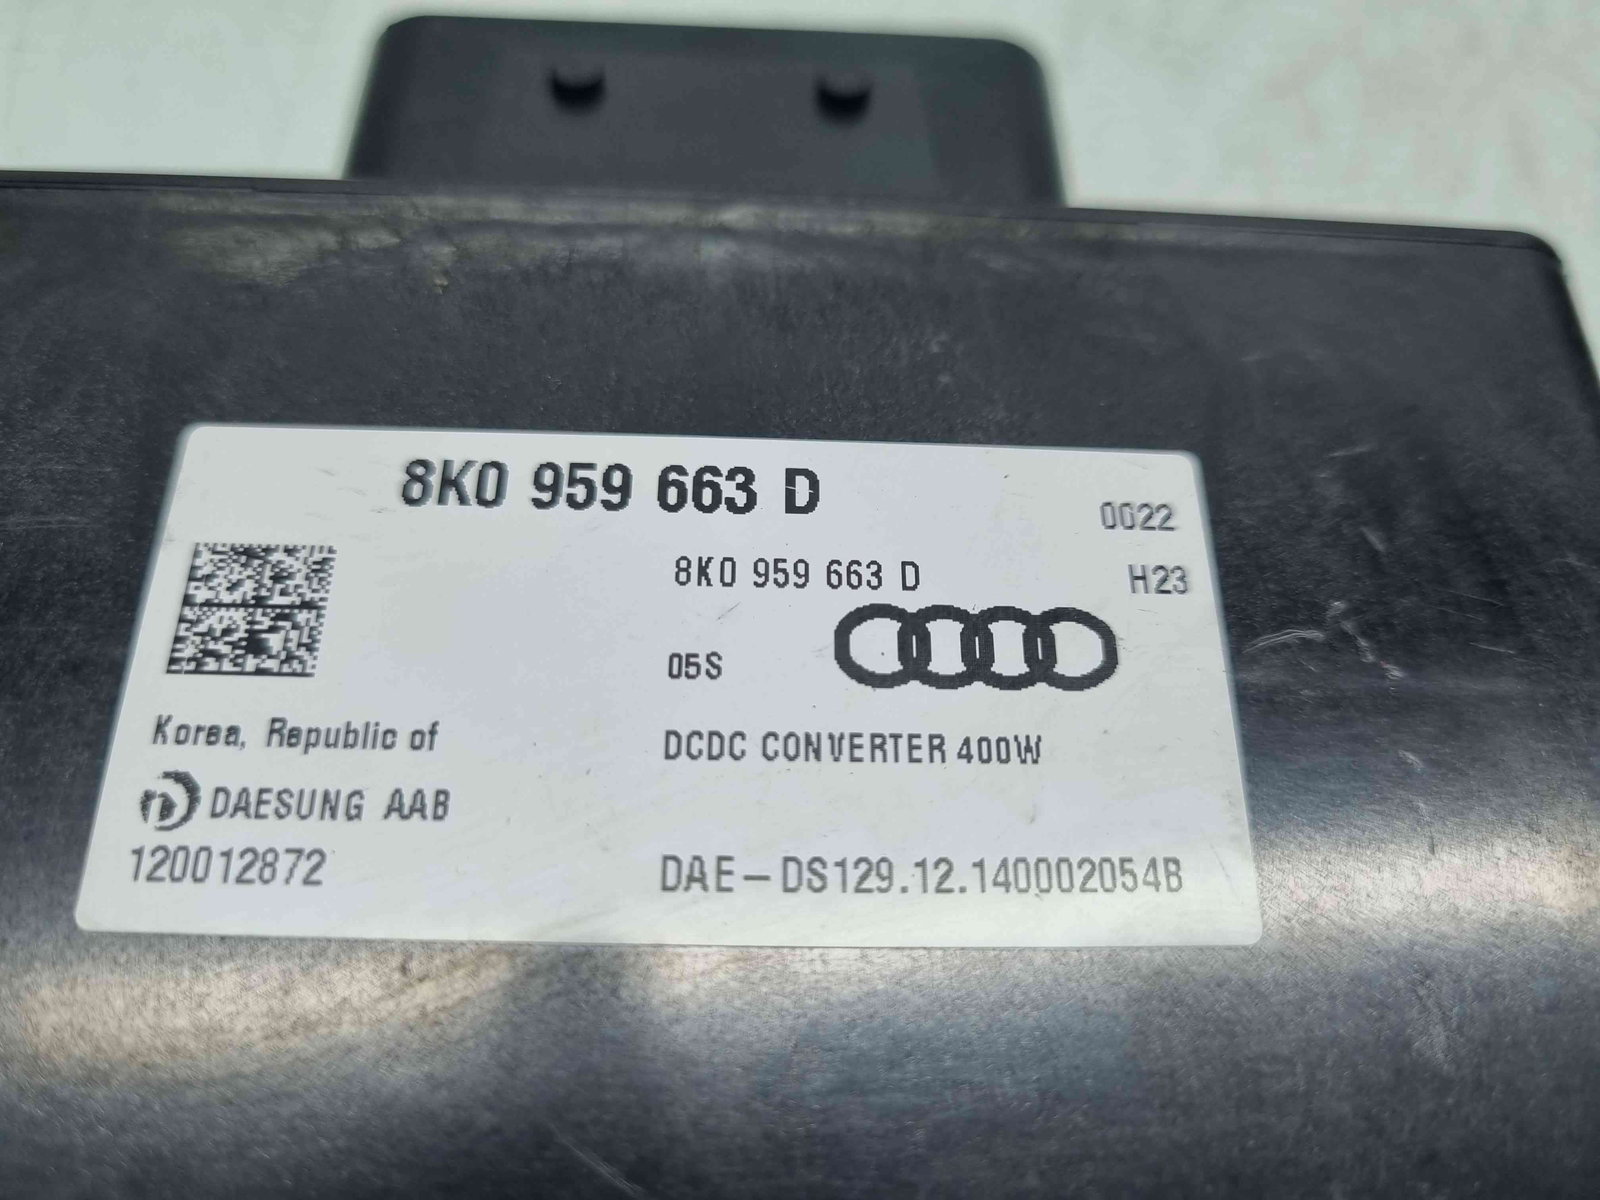 8K0 959 663 D
0022
8K0 959 663 D
H23
05S
Korea, Republic of
DCDC CONVERTER 400W
DAESUNG AAB
120012872
DAE-DS129.12.140002054B